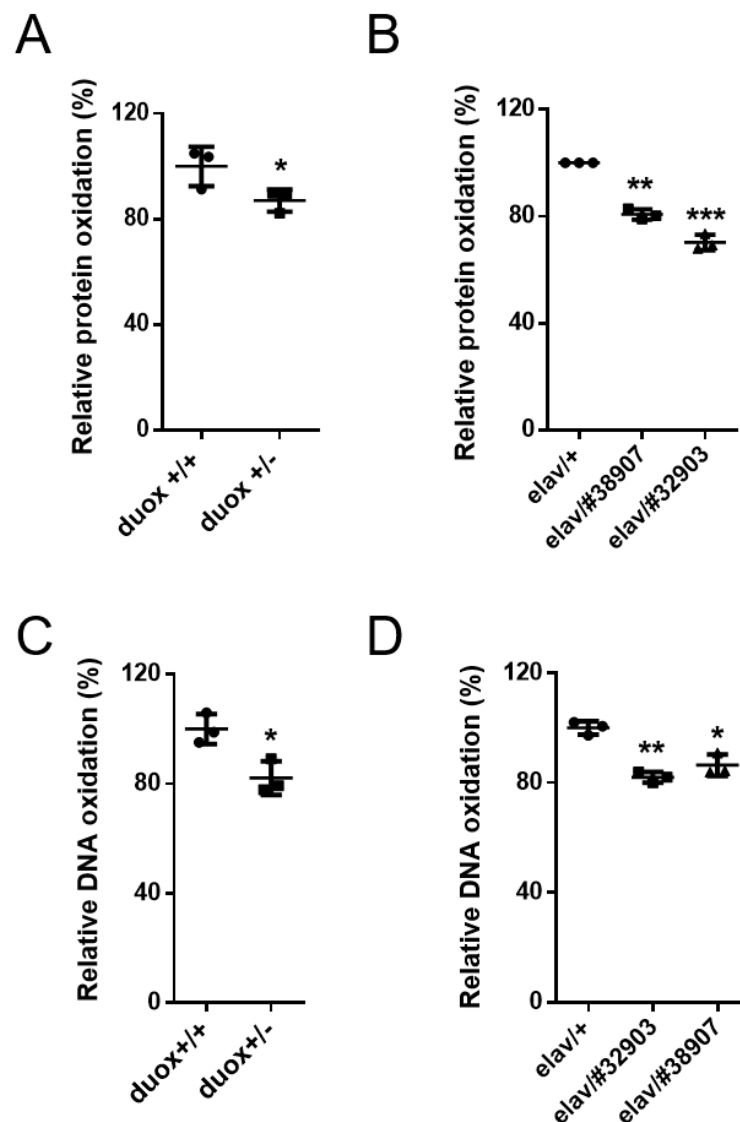 A
Relative protein oxidation (%)
120
80
40
0
*
duox +/+
duox +/-
B
Relative protein oxidation (%)
120
80
40
0
**
***
elav/+
elav/#38907
elav/#32903
C
Relative DNA oxidation (%)
120
80
40
0
*
duox+/+
duox+/-
D
Relative DNA oxidation (%)
120
80
40
0
**
*
elav/+
elav/#32903
elav/#38907